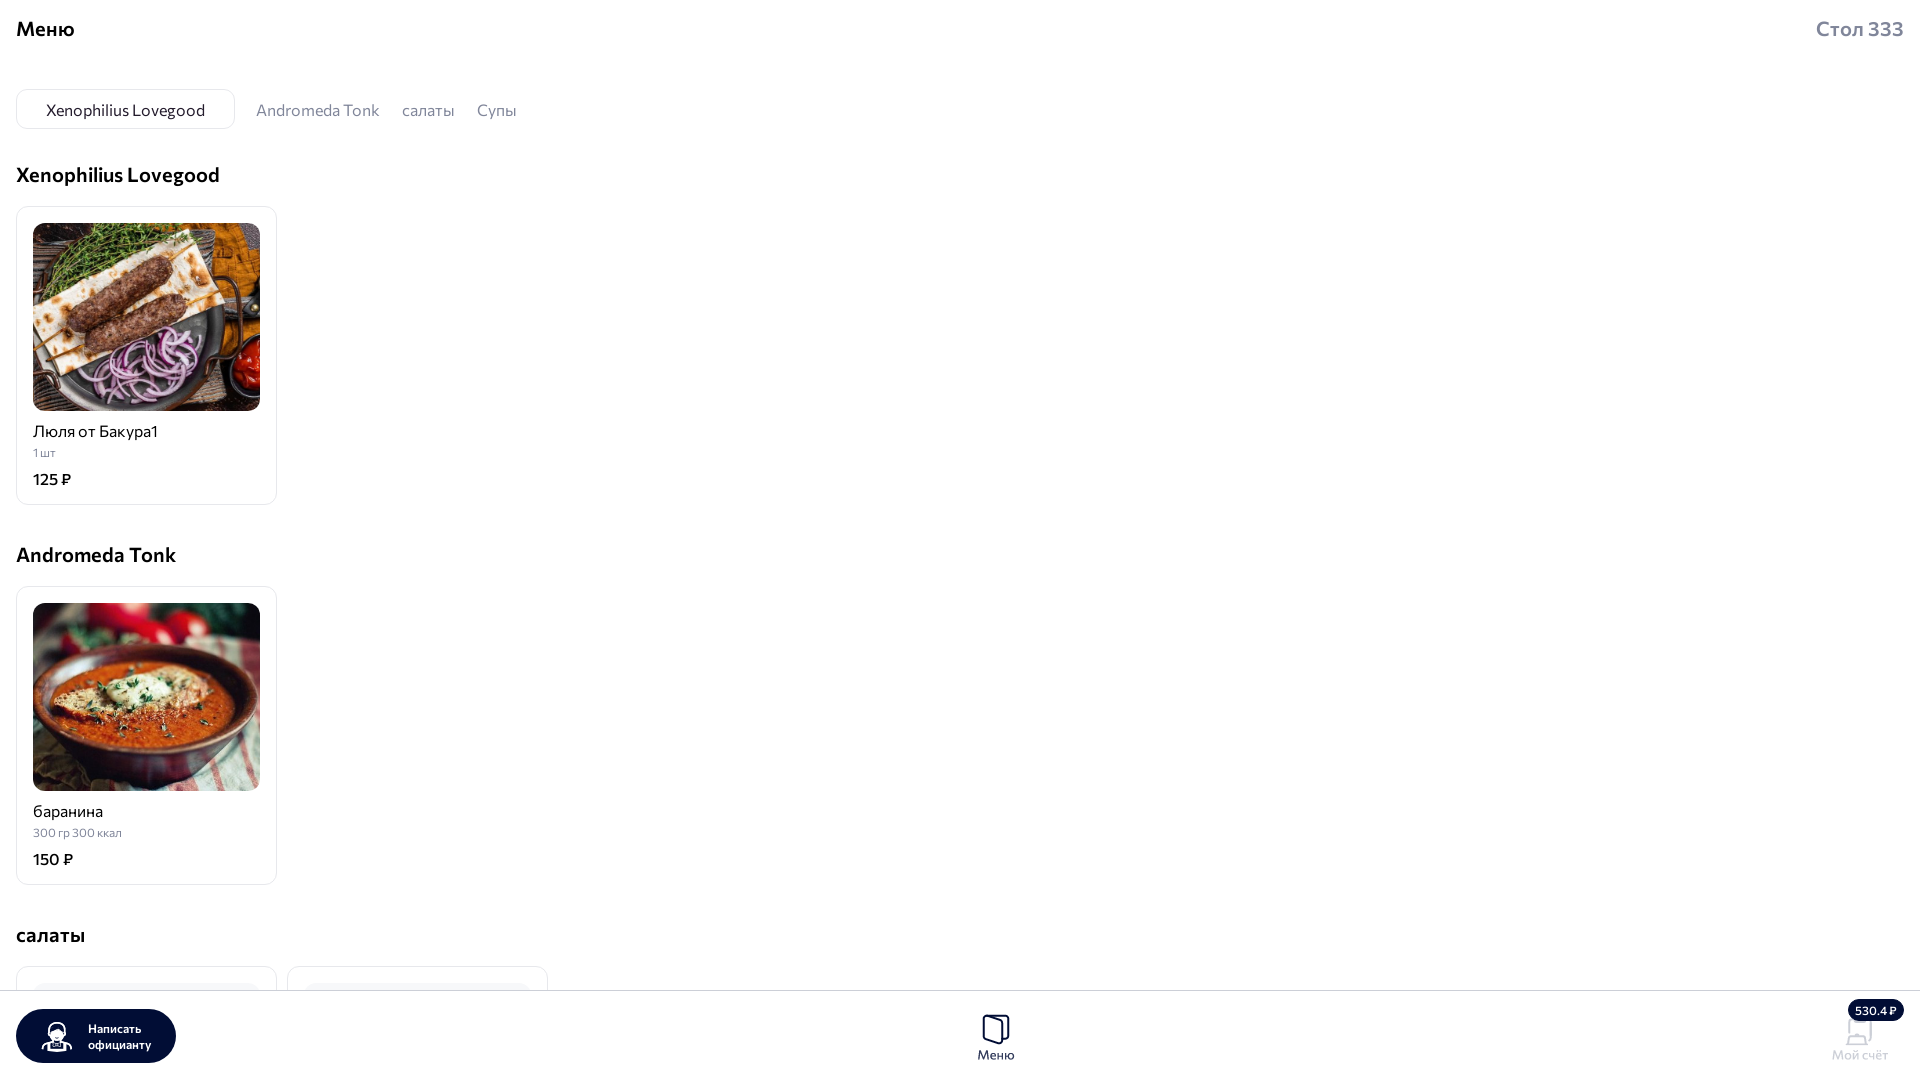 Меню
Стол 333
Xenophilius Lovegood
Andromeda Tonk
салаты
Супы
Xenophilius Lovegood
Люля от Бакура1
1 шт
125 ₽
Andromeda Tonk
баранина
300 гр 300 ккал
150 ₽
салаты
Написать
официанту
Меню
530.4 ₽
Мой счёт